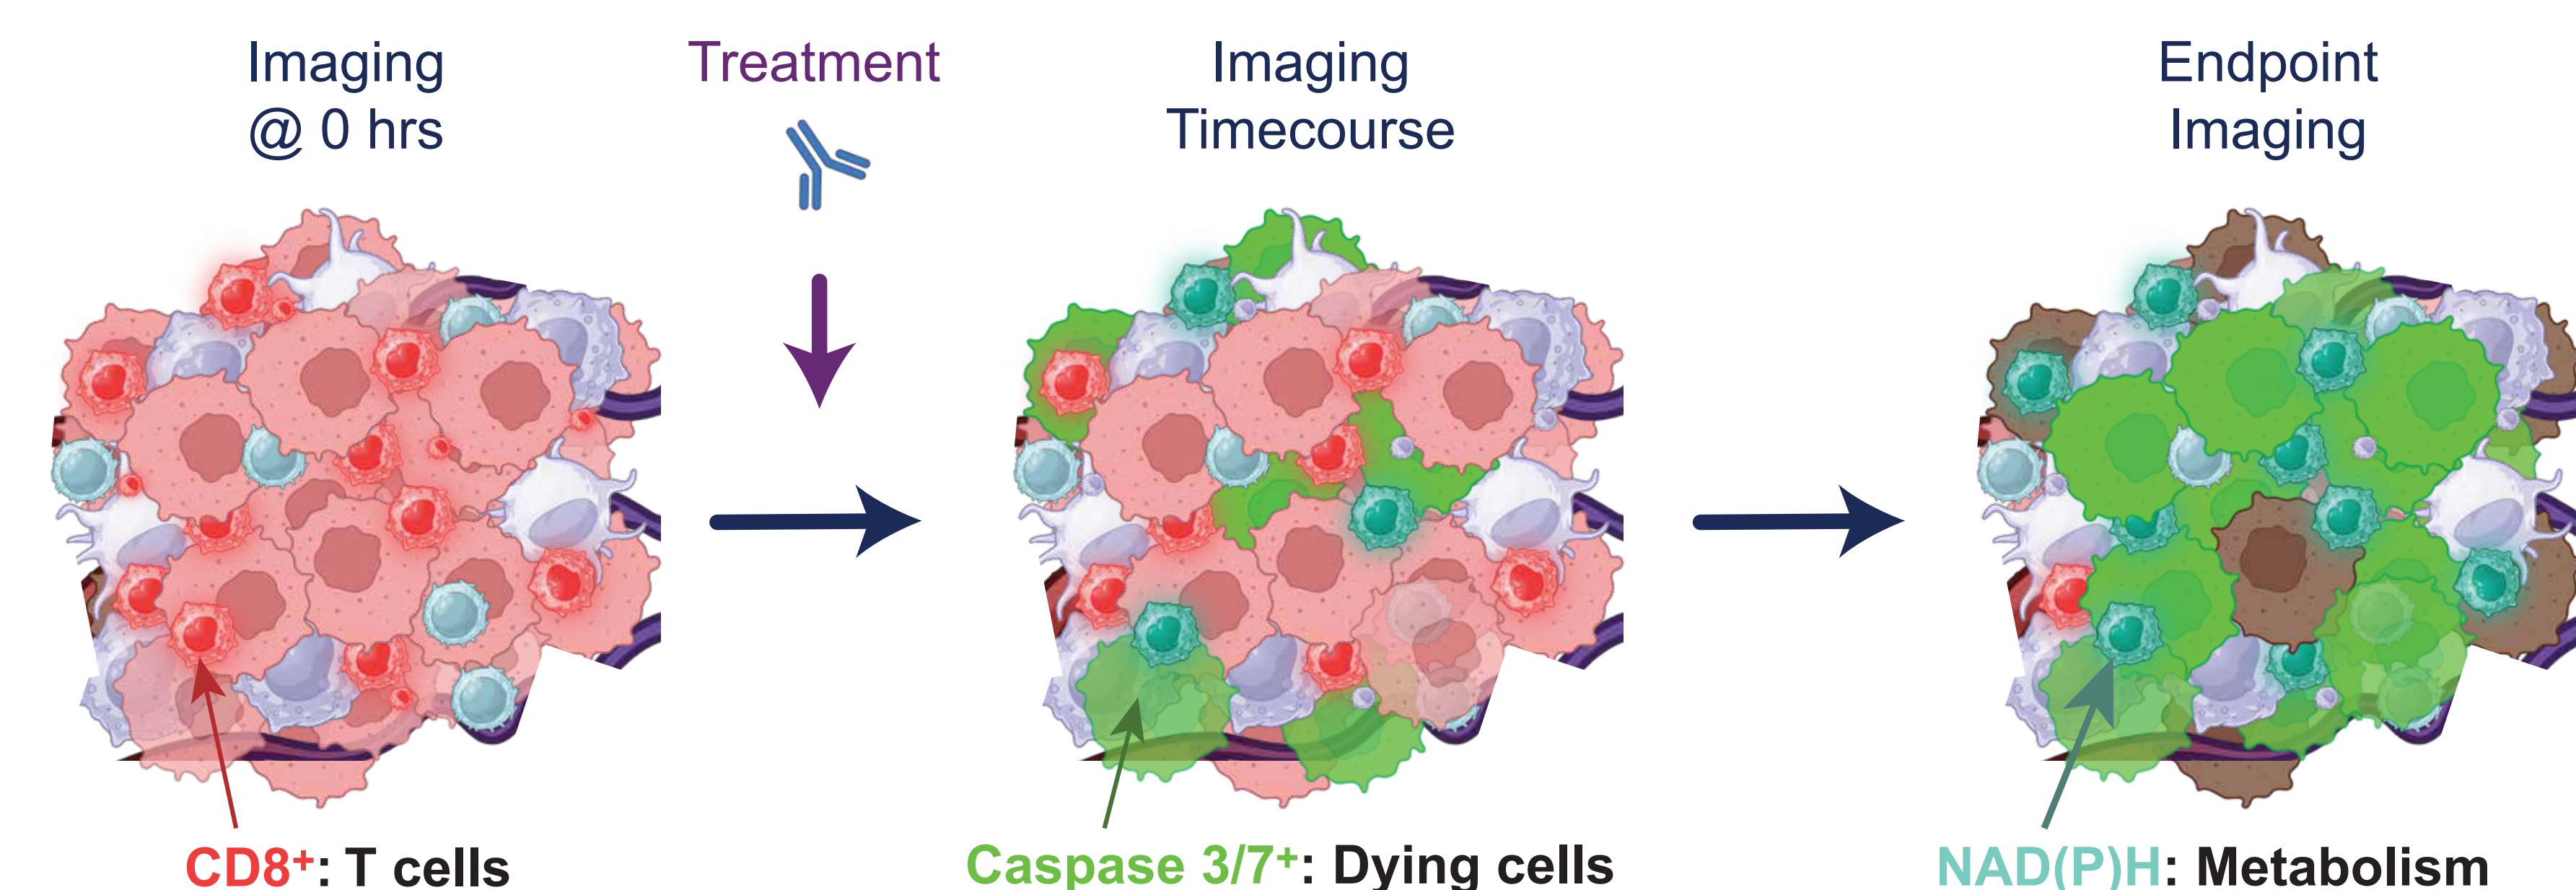 Imaging
@ 0 hrs
Treatment
Imaging
Timecourse
Endpoint
Imaging
CD8⁺: T cells
Caspase 3/7⁺: Dying cells
NAD(P)H: Metabolism